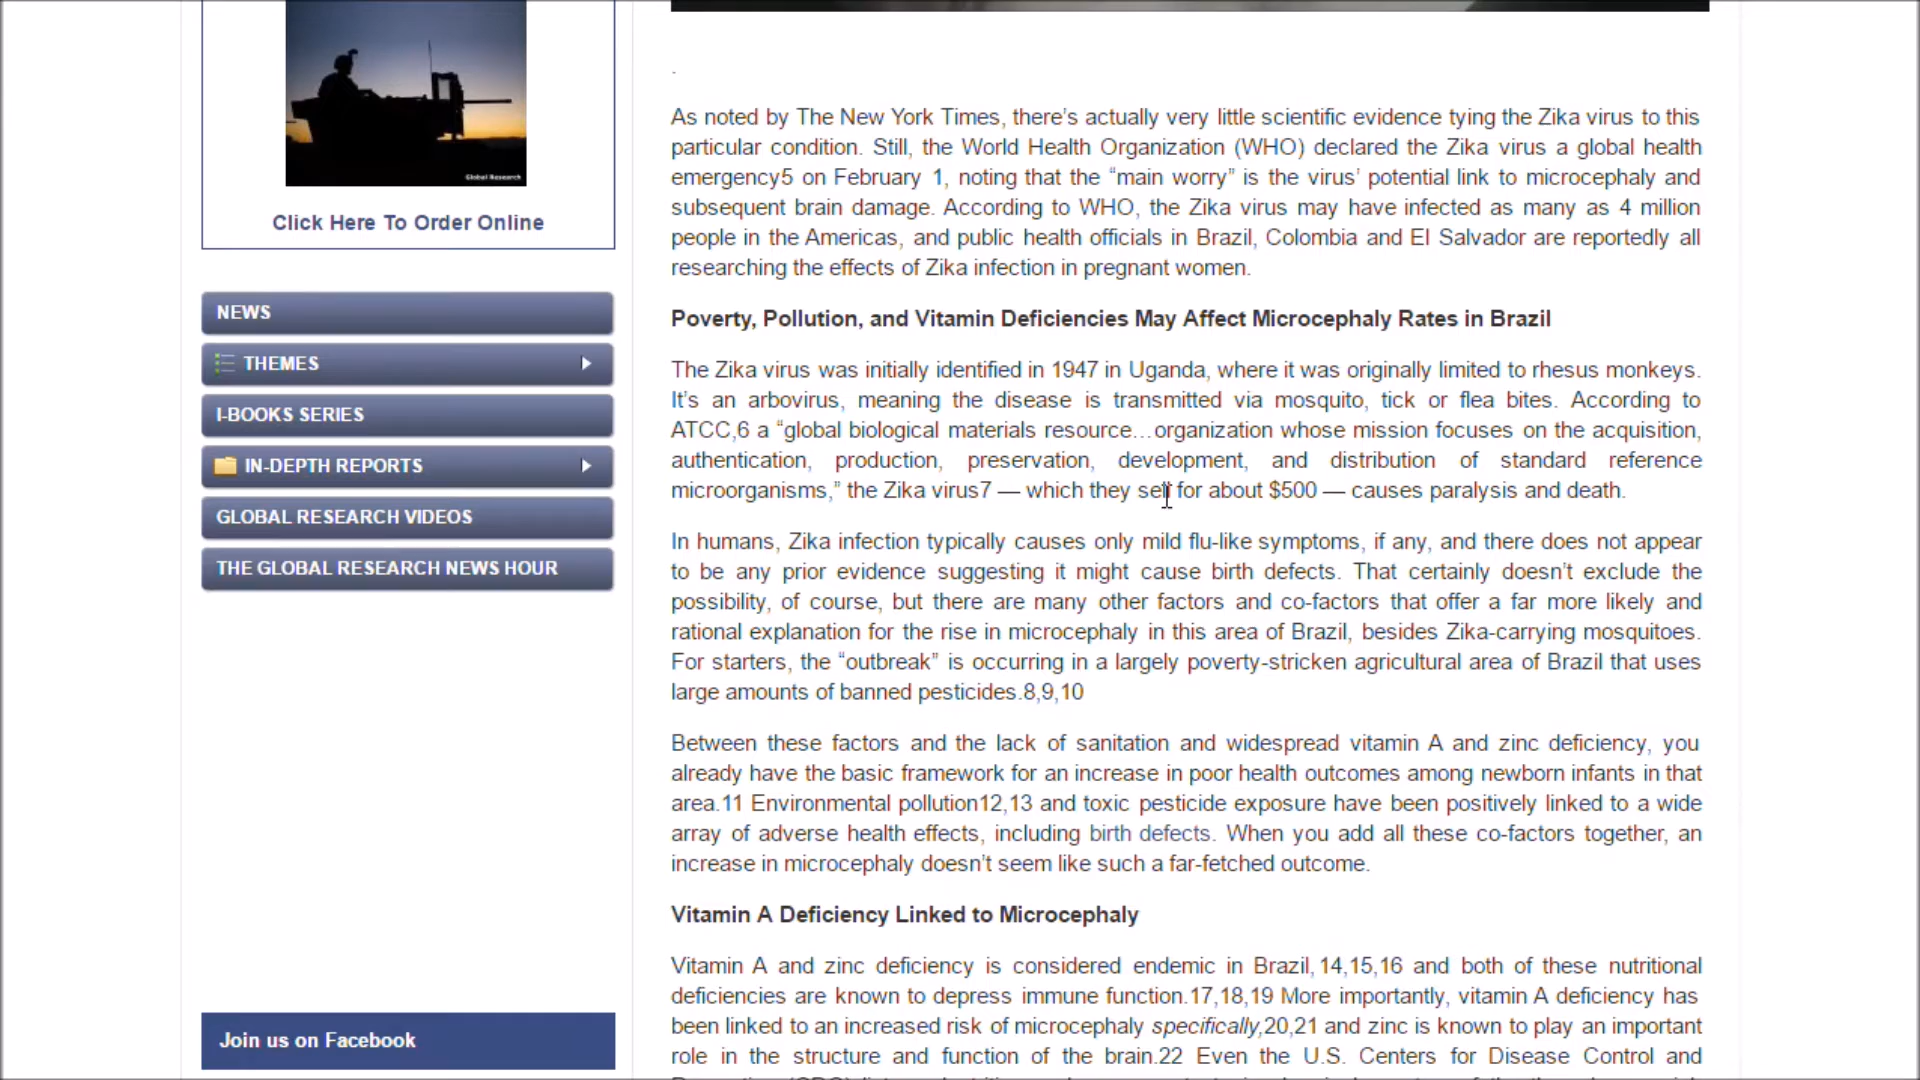 Global Research
Click Here To Order Online
NEWS
THEMES
I-BOOKS SERIES
IN-DEPTH REPORTS
GLOBAL RESEARCH VIDEOS
THE GLOBAL RESEARCH NEWS HOUR
Join us on Facebook
.
As noted by The New York Times, there’s actually very little scientific evidence tying the Zika virus to this
particular condition. Still, the World Health Organization (WHO) declared the Zika virus a global health
emergency5 on February 1, noting that the “main worry” is the virus’ potential link to microcephaly and
subsequent brain damage. According to WHO, the Zika virus may have infected as many as 4 million
people in the Americas, and public health officials in Brazil, Colombia and El Salvador are reportedly all
researching the effects of Zika infection in pregnant women.
Poverty, Pollution, and Vitamin Deficiencies May Affect Microcephaly Rates in Brazil
The Zika virus was initially identified in 1947 in Uganda, where it was originally limited to rhesus monkeys.
It’s an arbovirus, meaning the disease is transmitted via mosquito, tick or flea bites. According to
ATCC,6 a “global biological materials resource…organization whose mission focuses on the acquisition,
authentication, production, preservation, development, and distribution of standard reference
microorganisms,” the Zika virus7 — which they sell for about $500 — causes paralysis and death.
In humans, Zika infection typically causes only mild flu-like symptoms, if any, and there does not appear
to be any prior evidence suggesting it might cause birth defects. That certainly doesn’t exclude the
possibility, of course, but there are many other factors and co-factors that offer a far more likely and
rational explanation for the rise in microcephaly in this area of Brazil, besides Zika-carrying mosquitoes.
For starters, the “outbreak” is occurring in a largely poverty-stricken agricultural area of Brazil that uses
large amounts of banned pesticides.8,9,10
Between these factors and the lack of sanitation and widespread vitamin A and zinc deficiency, you
already have the basic framework for an increase in poor health outcomes among newborn infants in that
area.11 Environmental pollution12,13 and toxic pesticide exposure have been positively linked to a wide
array of adverse health effects, including birth defects. When you add all these co-factors together, an
increase in microcephaly doesn’t seem like such a far-fetched outcome.
Vitamin A Deficiency Linked to Microcephaly
Vitamin A and zinc deficiency is considered endemic in Brazil,14,15,16 and both of these nutritional
deficiencies are known to depress immune function.17,18,19 More importantly, vitamin A deficiency has
been linked to an increased risk of microcephaly specifically,20,21 and zinc is known to play an important
role in the structure and function of the brain.22 Even the U.S. Centers for Disease Control and